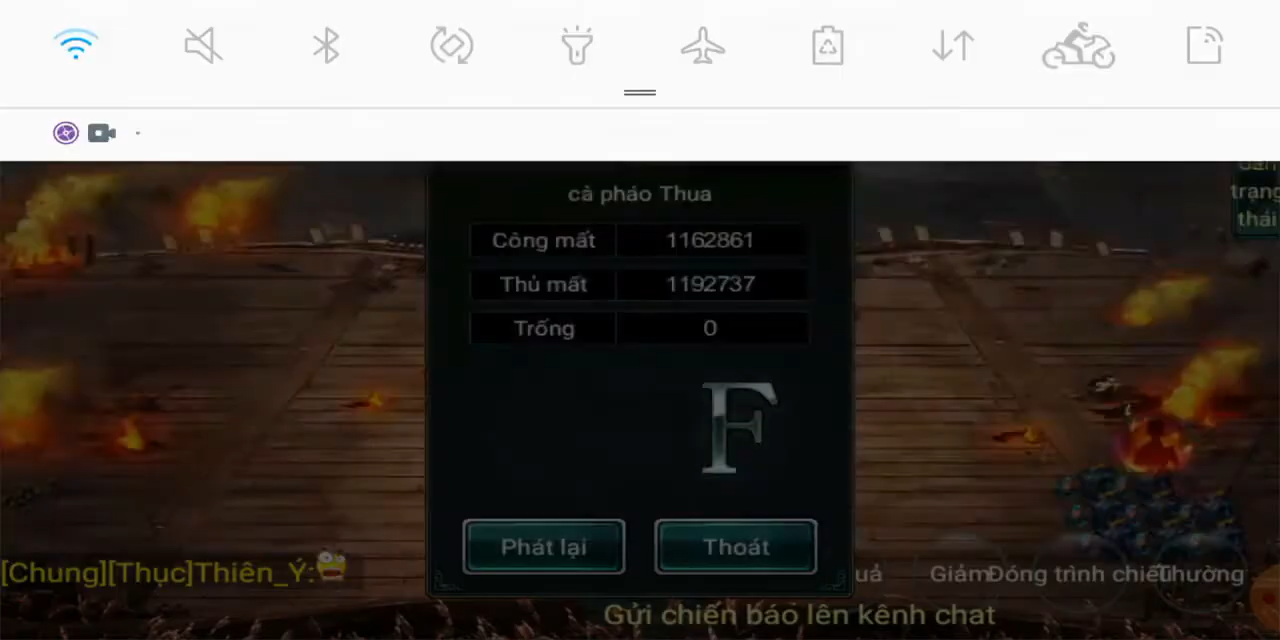 cà pháo Thua
Công mất 1162861
Thủ mất 1192737
Trống 0
trạng
thái
F
Phát lại Thoát
[Chung][Thục]Thiên_Ý:
uả Giảm Đóng trình chiếu Thường
Gửi chiến báo lên kênh chat